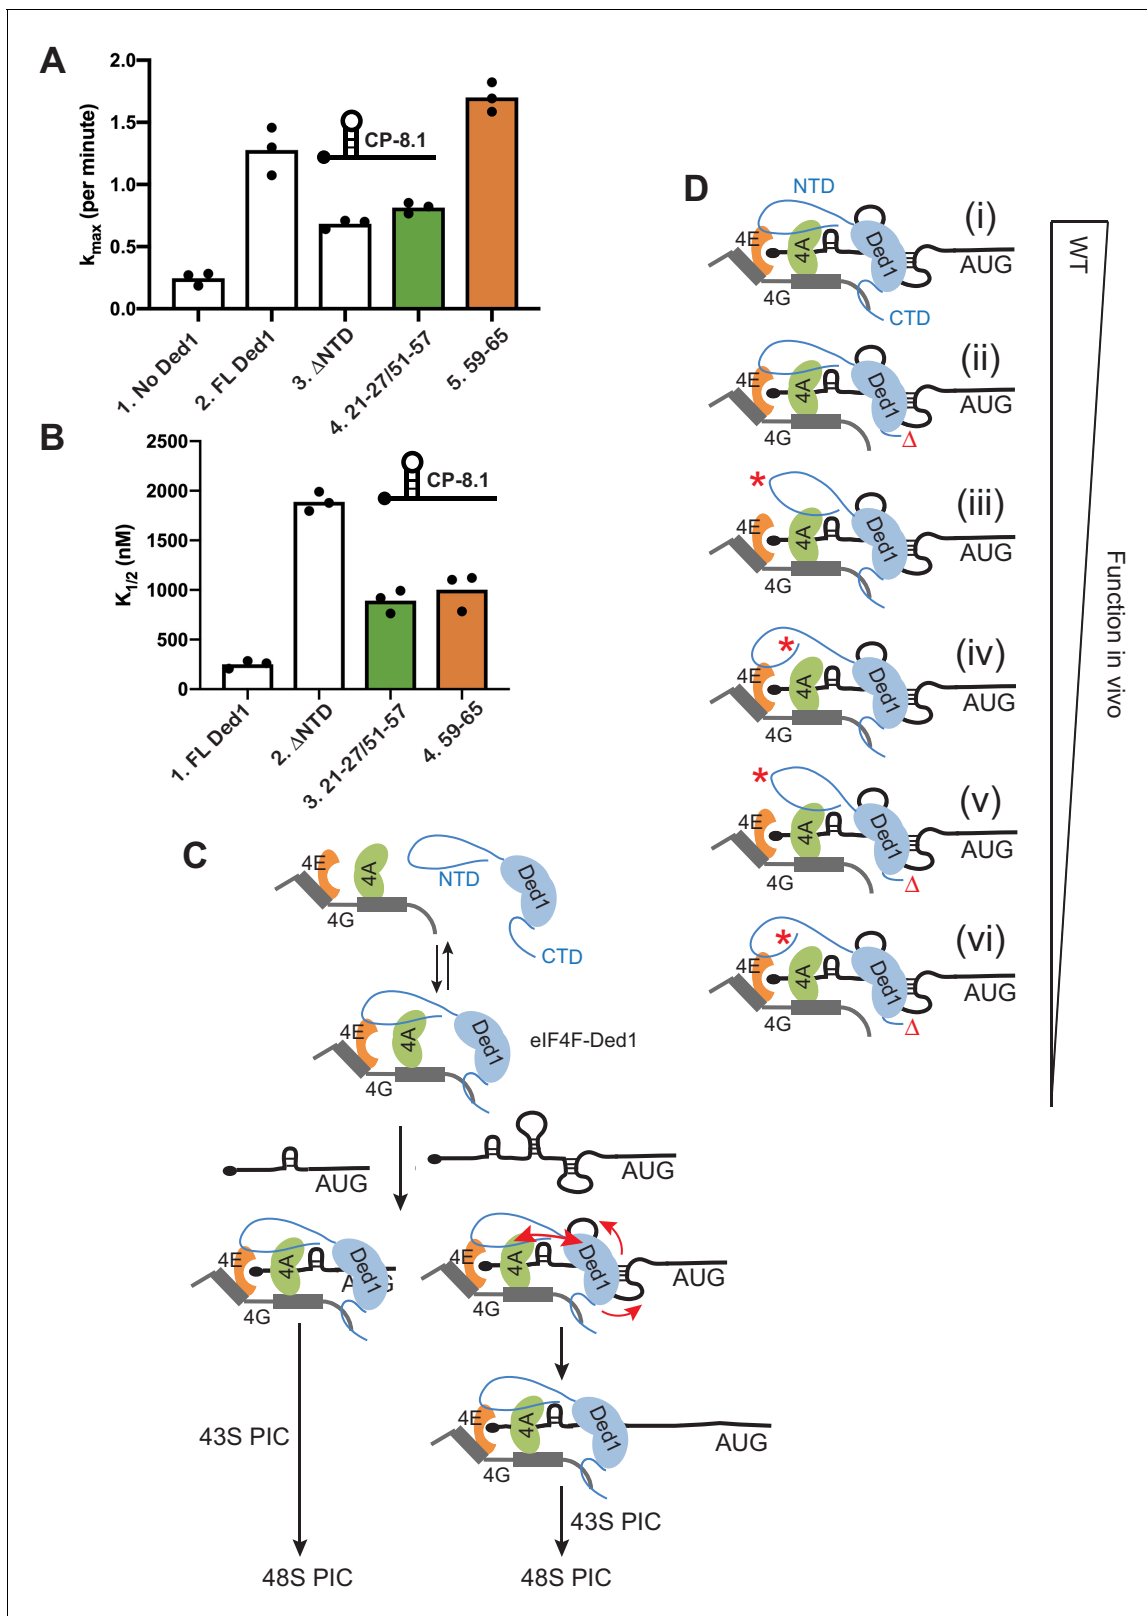 A
2.0
1.5
1.0
0.5
0.0
kmax (per minute)
CP-8.1
1. No Ded1
2. FL Ded1
3. ΔNTD
4. 21-27/51-57
5. 59-65
B
2500
2000
1500
1000
500
0
K1/2 (nM)
CP-8.1
1. FL Ded1
2. ΔNTD
3. 21-27/51-57
4. 59-65
C
4E
4A
4G
NTD
Ded1
CTD
4E
4A
4G
Ded1
eIF4F-Ded1
AUG
AUG
4E
4A
4G
Ded1
AUG
4E
4A
4G
Ded1
AUG
43S PIC
48S PIC
4E
4A
4G
Ded1
AUG
43S PIC
48S PIC
D
NTD
4E
4A
4G
Ded1
CTD
AUG
(i)
4E
4A
4G
Ded1
Δ
AUG
(ii)
*
4E
4A
4G
Ded1
AUG
(iii)
*
4E
4A
4G
Ded1
AUG
(iv)
*
4E
4A
4G
Ded1
Δ
AUG
(v)
*
4E
4A
4G
Ded1
Δ
AUG
(vi)
WT
Function in vivo